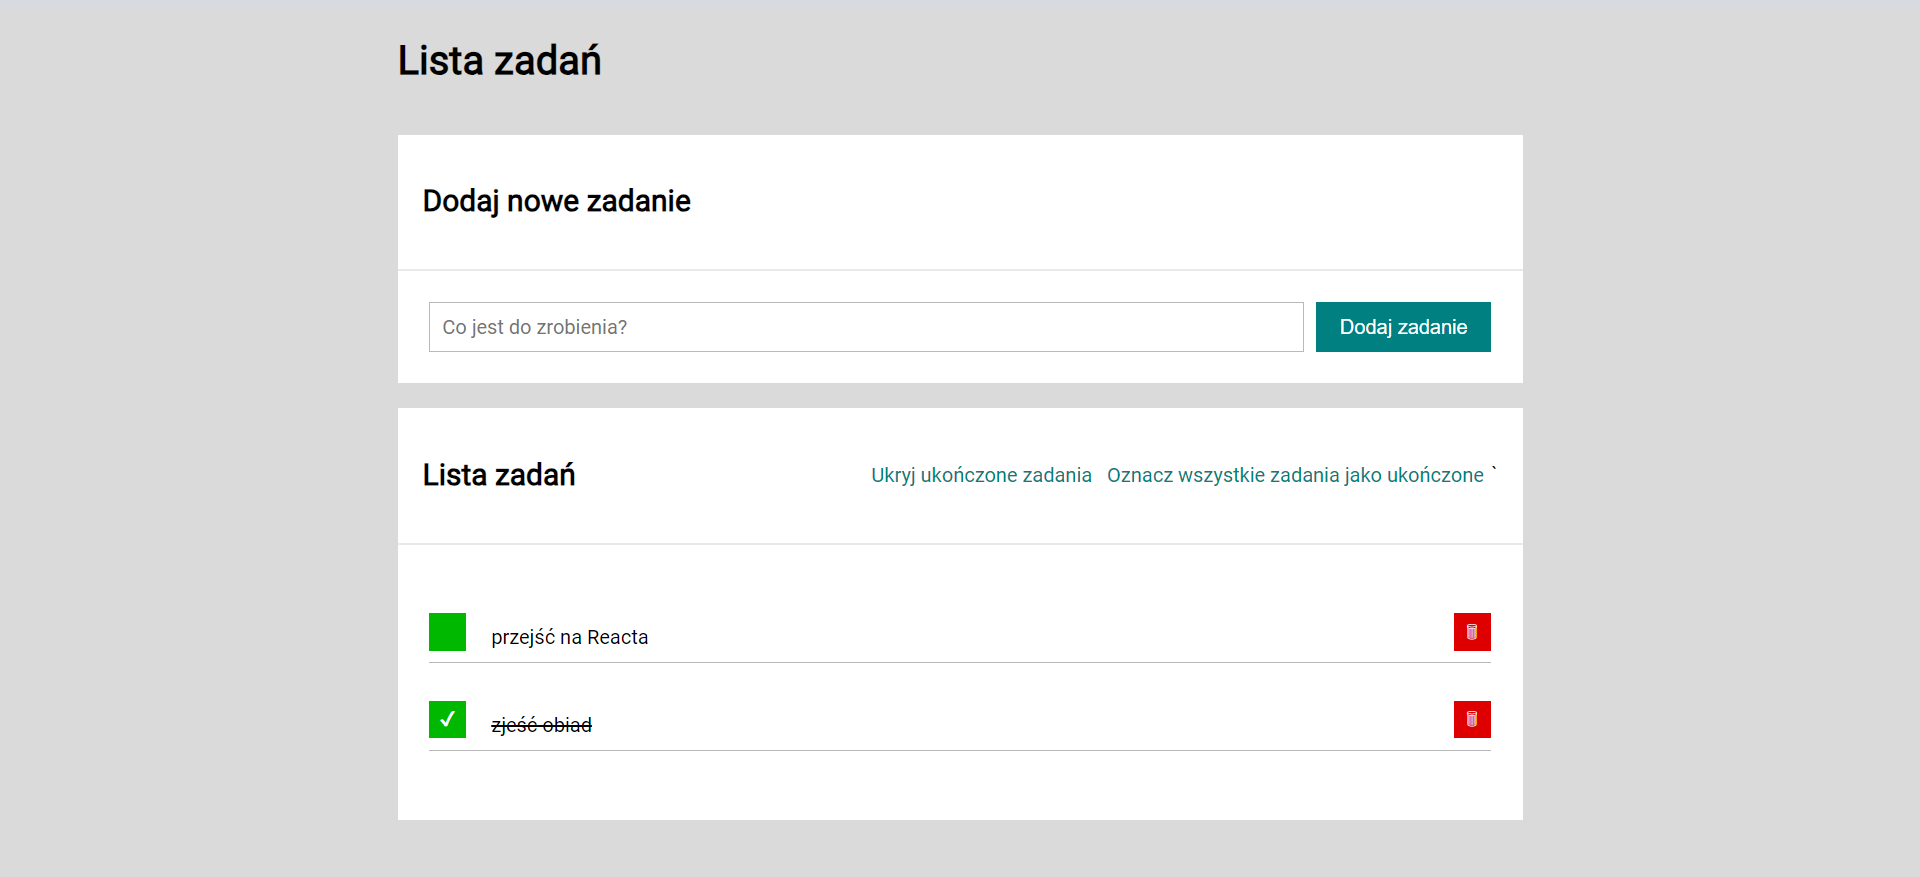 Lista zadań
Dodaj nowe zadanie
Co jest do zrobienia? Dodaj zadanie
Lista zadań Ukryj ukończone zadania Oznacz wszystkie zadania jako ukończone `
przejść na Reacta
✓ zjeść obiad